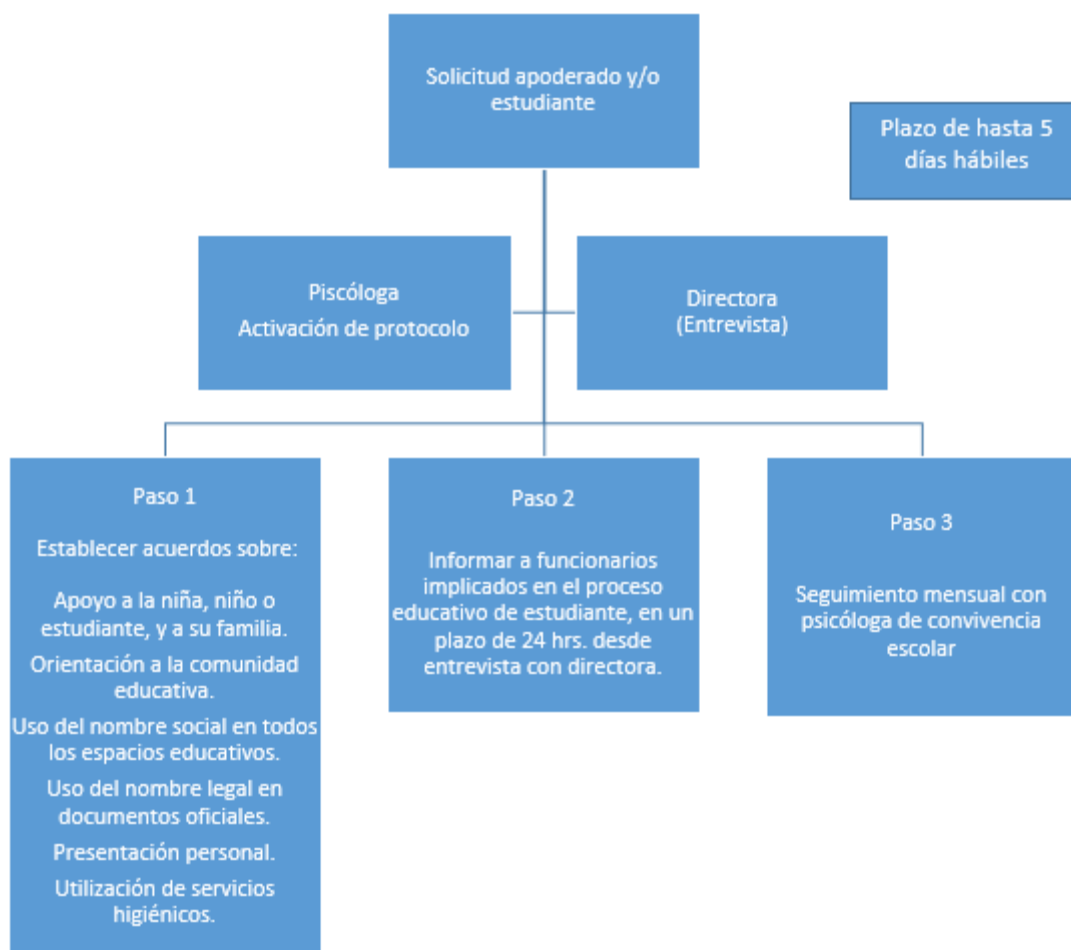 Solicitud apoderado y/o
estudiante
Plazo de hasta 5
días hábiles
Piscóloga
Activación de protocolo
Directora
(Entrevista)
Paso 1
Establecer acuerdos sobre:
Apoyo a la niña, niño o
estudiante, y a su familia.
Orientación a la comunidad
educativa.
Uso del nombre social en todos
los espacios educativos.
Uso del nombre legal en
documentos oficiales.
Presentación personal.
Utilización de servicios
higiénicos.
Paso 2
Informar a funcionarios
implicados en el proceso
educativo de estudiante, en un
plazo de 24 hrs. desde
entrevista con directora.
Paso 3
Seguimiento mensual con
psicóloga de convivencia
escolar